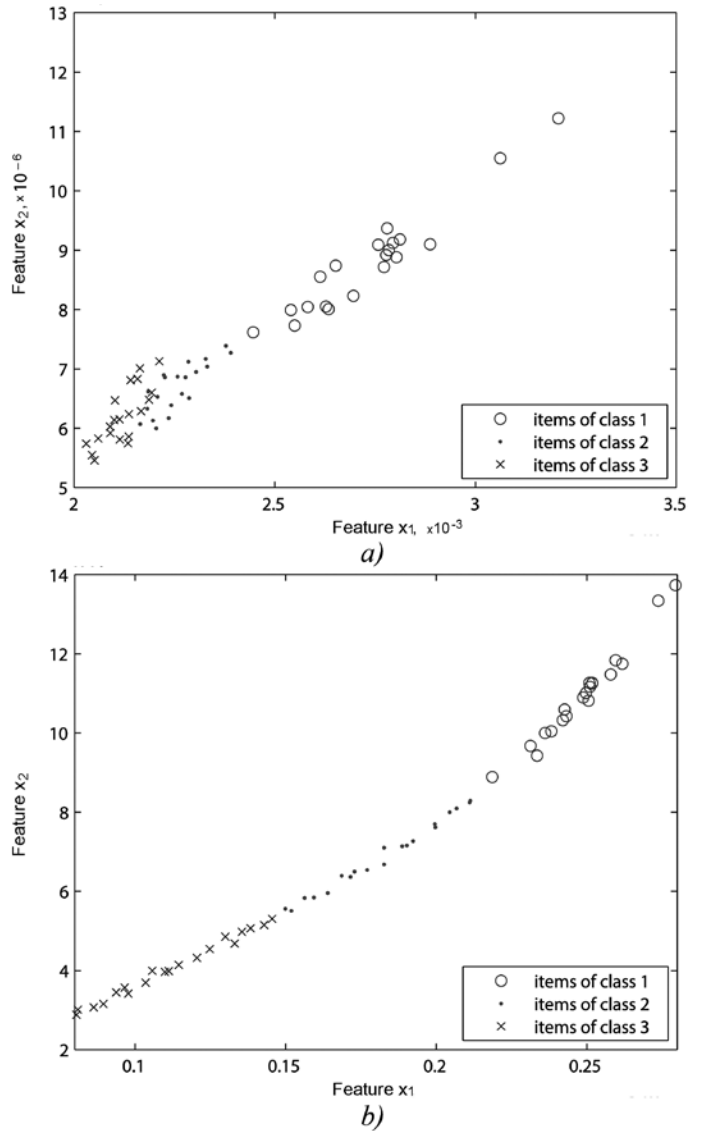 13
12
11
10
9
8
7
6
5
Feature x₂, ×10⁻⁶
2
2.5
3
3.5
items of class 1
items of class 2
items of class 3
Feature x₁, ×10⁻³
a)
14
12
10
8
6
4
2
Feature x₂
0.1
0.15
0.2
0.25
items of class 1
items of class 2
items of class 3
Feature x₁
b)